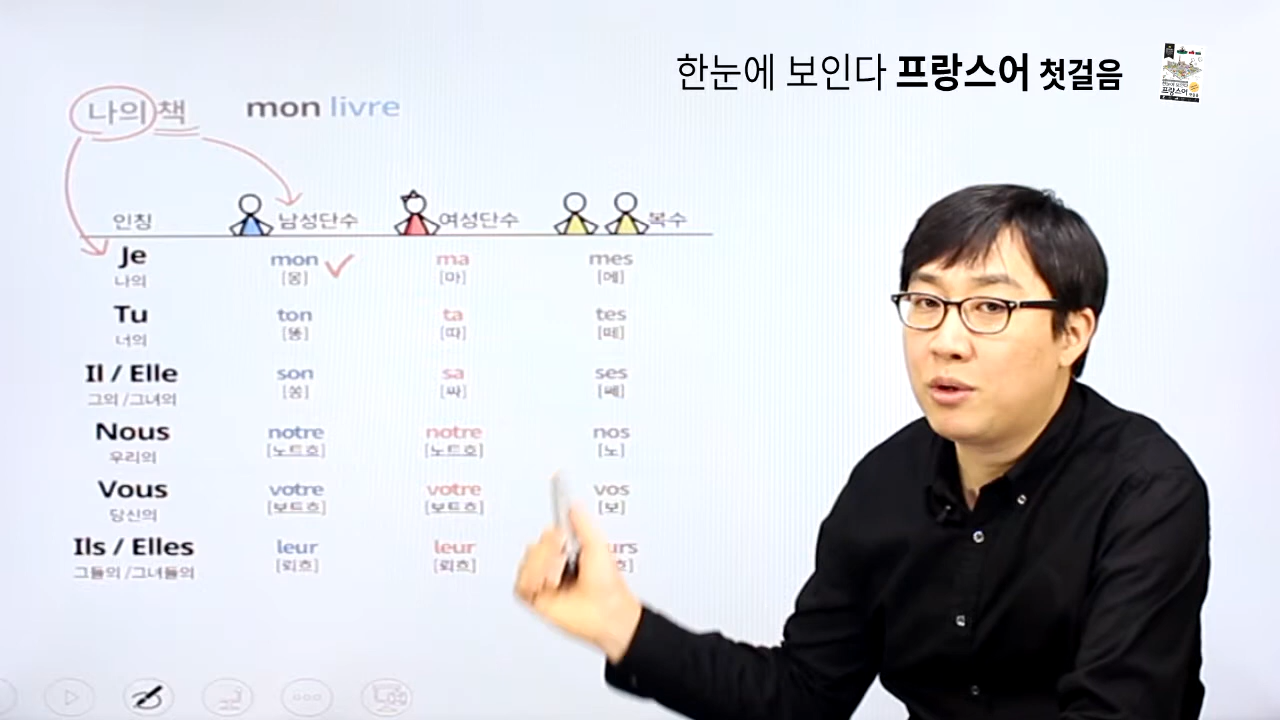 한눈에 보인다 프랑스어 첫걸음
나의 책 mon livre
인칭 남성단수 여성단수 복수
Je mon ma mes
나의 [몽] [마] [메]
Tu ton ta tes
너의 [똥] [따] [떼]
Il / Elle son sa ses
그의 /그녀의 [쏭] [싸] [쎄]
Nous notre notre nos
우리의 [노트흐] [노트흐] [노]
Vous votre votre vos
당신의 [보트흐] [보트흐] [보]
Ils / Elles leur leur
그들의 /그녀들의 [뢰흐] [뢰흐]